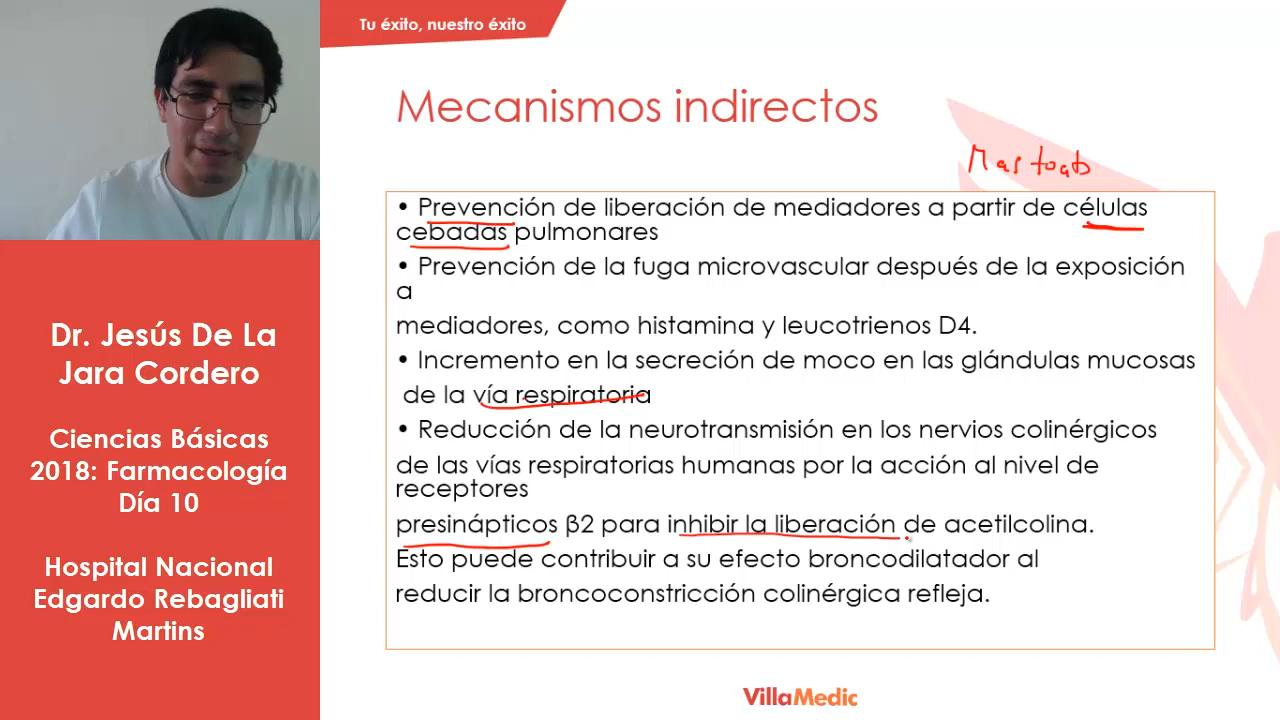 Tu éxito, nuestro éxito
Mecanismos indirectos
• Prevención de liberación de mediadores a partir de células
cebadas pulmonares
• Prevención de la fuga microvascular después de la exposición
a
mediadores, como histamina y leucotrienos D4.
• Incremento en la secreción de moco en las glándulas mucosas
de la vía respiratoria
• Reducción de la neurotransmisión en los nervios colinérgicos
de las vías respiratorias humanas por la acción al nivel de
receptores
presinápticos β2 para inhibir la liberación de acetilcolina.
Esto puede contribuir a su efecto broncodilatador al
reducir la broncoconstricción colinérgica refleja.
Dr. Jesús De La
Jara Cordero
Ciencias Básicas
2018: Farmacología
Día 10
Hospital Nacional
Edgardo Rebagliati
Martins
VillaMedic